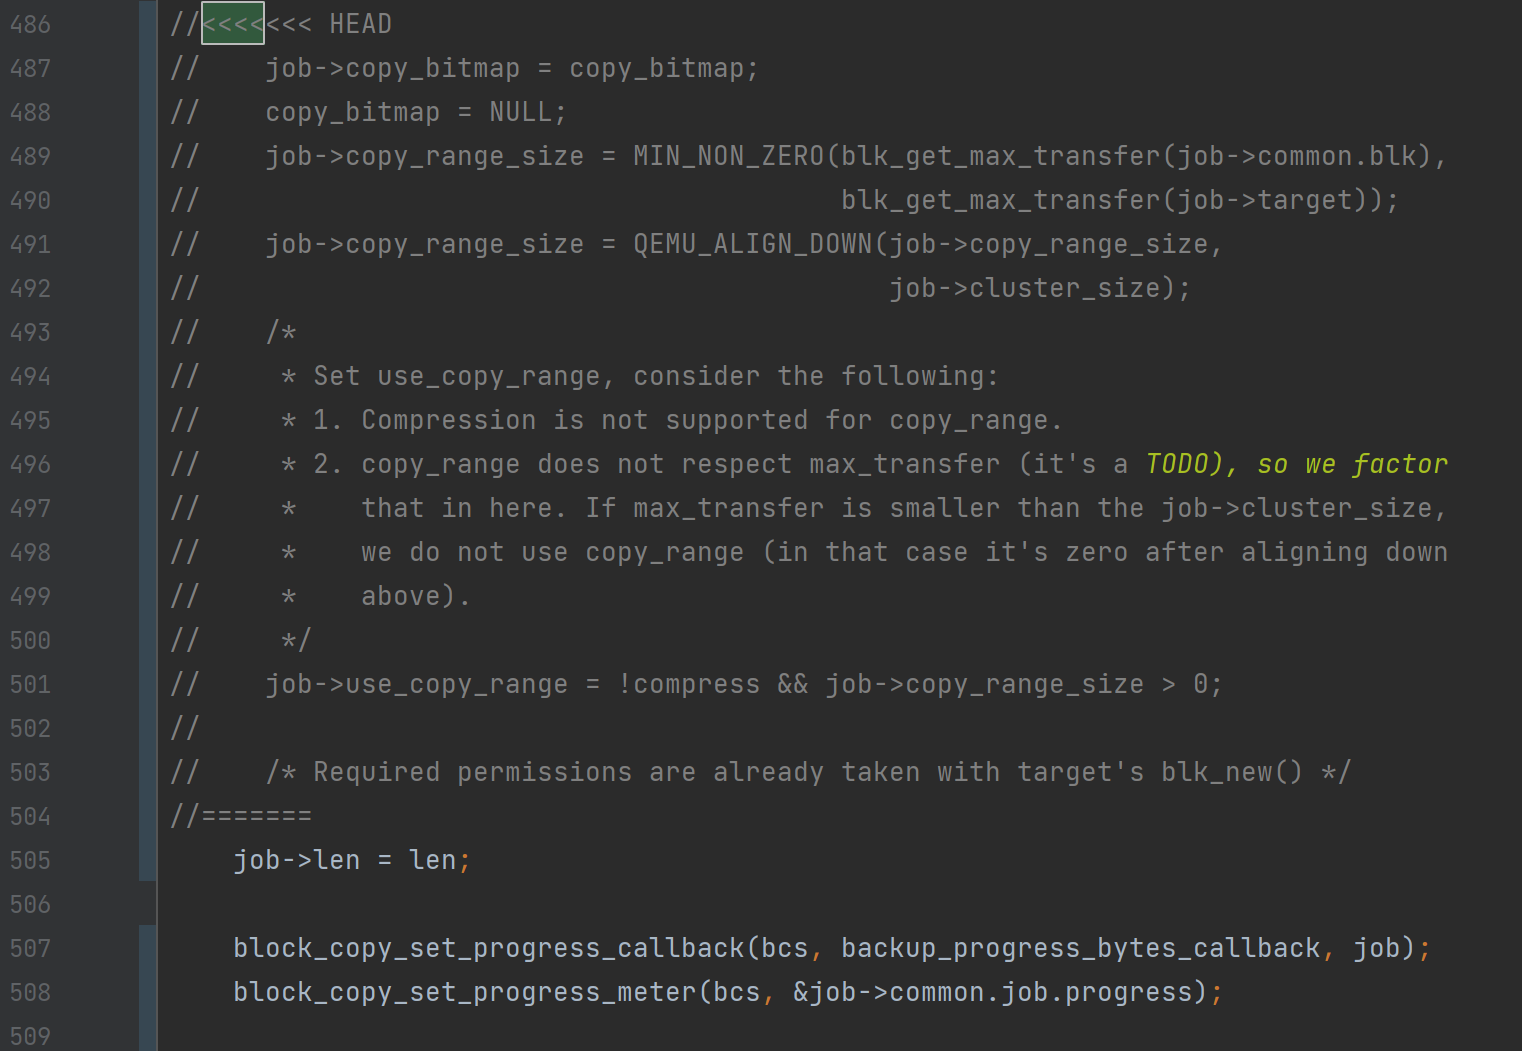 486 //<<<<<<< HEAD
487 //    job->copy_bitmap = copy_bitmap;
488 //    copy_bitmap = NULL;
489 //    job->copy_range_size = MIN_NON_ZERO(blk_get_max_transfer(job->common.blk),
490 //                                        blk_get_max_transfer(job->target));
491 //    job->copy_range_size = QEMU_ALIGN_DOWN(job->copy_range_size,
492 //                                           job->cluster_size);
493 //    /*
494 //     * Set use_copy_range, consider the following:
495 //     * 1. Compression is not supported for copy_range.
496 //     * 2. copy_range does not respect max_transfer (it's a TODO), so we factor
497 //     *    that in here. If max_transfer is smaller than the job->cluster_size,
498 //     *    we do not use copy_range (in that case it's zero after aligning down
499 //     *    above).
500 //     */
501 //    job->use_copy_range = !compress && job->copy_range_size > 0;
502 //
503 //    /* Required permissions are already taken with target's blk_new() */
504 //=======
505     job->len = len;
506
507     block_copy_set_progress_callback(bcs, backup_progress_bytes_callback, job);
508     block_copy_set_progress_meter(bcs, &job->common.job.progress);
509